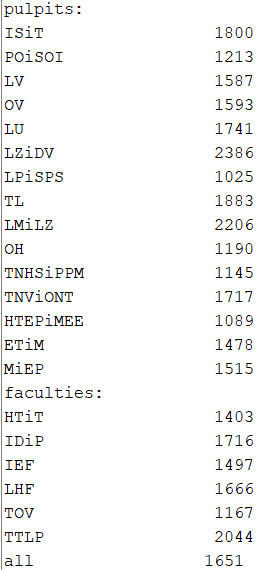 pulpits:
ISiT 1800
POiSOI 1213
LV 1587
OV 1593
LU 1741
LZiDV 2386
LPiSPS 1025
TL 1883
LMiLZ 2206
OH 1190
TNHSiPPM 1145
TNViONT 1717
HTEPiMEE 1089
ETiM 1478
MiEP 1515
faculties:
HTiT 1403
IDiP 1716
IEF 1497
LHF 1666
TOV 1167
TTLP 2044
all 1651